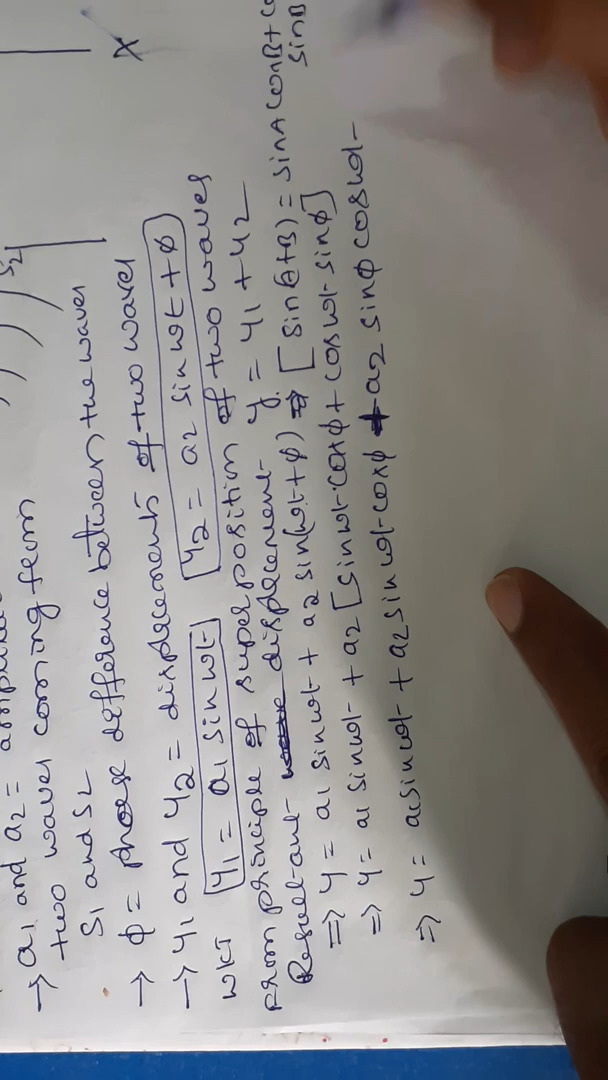 X
S2
→ a1 and a2 =
two waves coming from
S1 and S2
→ ϕ = phase difference between the waves
→ y1 and y2 = displacements of two waves
WKT y1 = a1 sin ωt y2 = a2 sin ωt + ϕ
From principle of super position of two waves
Resultant displacement y = y1 + y2
⇒ y = a1 sin ωt + a2 sin(ωt + ϕ) ⇒ [sin(A+B) = sinA cosB + co
sinB
⇒ y = a1 sin ωt + a2 [sin ωt cos ϕ + cos ωt sin ϕ]
⇒ y = a1 sin ωt + a2 sin ωt cos ϕ + a2 sin ϕ cos ωt